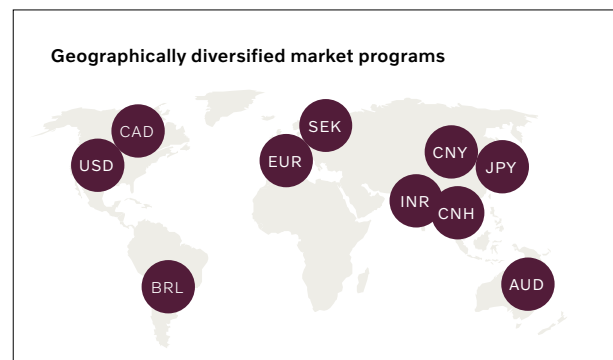 Geographically diversified market programs
CAD
SEK
USD
EUR
CNY
JPY
INR
CNH
BRL
AUD